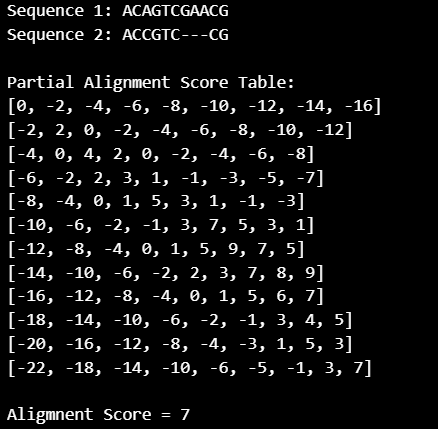 Sequence 1: ACAGTCGAACG
Sequence 2: ACCGTC---CG
Partial Alignment Score Table:
[0, -2, -4, -6, -8, -10, -12, -14, -16]
[-2, 2, 0, -2, -4, -6, -8, -10, -12]
[-4, 0, 4, 2, 0, -2, -4, -6, -8]
[-6, -2, 2, 3, 1, -1, -3, -5, -7]
[-8, -4, 0, 1, 5, 3, 1, -1, -3]
[-10, -6, -2, -1, 3, 7, 5, 3, 1]
[-12, -8, -4, 0, 1, 5, 9, 7, 5]
[-14, -10, -6, -2, 2, 3, 7, 8, 9]
[-16, -12, -8, -4, 0, 1, 5, 6, 7]
[-18, -14, -10, -6, -2, -1, 3, 4, 5]
[-20, -16, -12, -8, -4, -3, 1, 5, 3]
[-22, -18, -14, -10, -6, -5, -1, 3, 7]
Aligmnent Score = 7